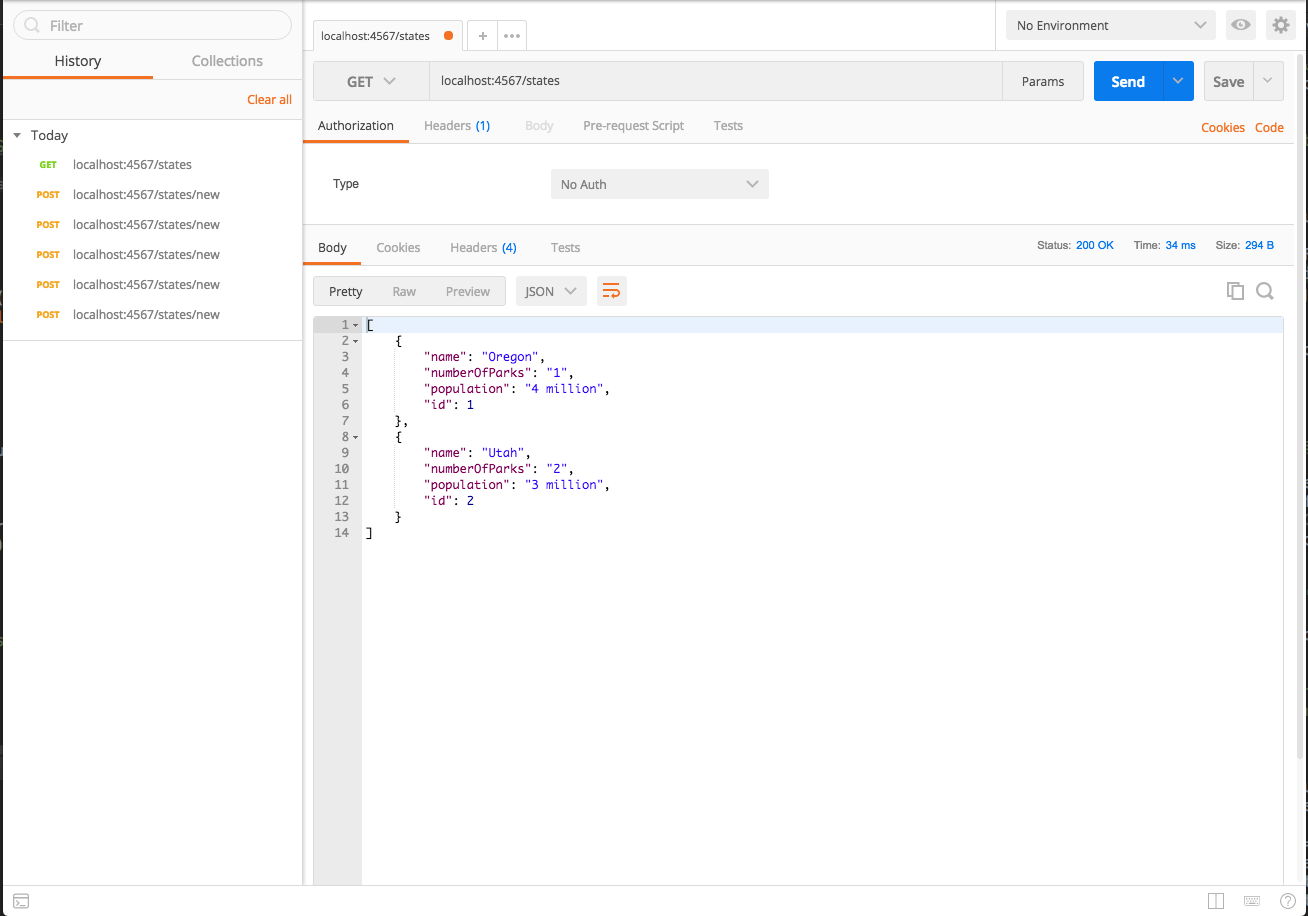 Filter
History Collections
Clear all
Today
GET localhost:4567/states
POST localhost:4567/states/new
POST localhost:4567/states/new
POST localhost:4567/states/new
POST localhost:4567/states/new
POST localhost:4567/states/new
localhost:4567/states + •••
No Environment
GET localhost:4567/states Params Send Save
Authorization Headers (1) Body Pre-request Script Tests Cookies Code
Type No Auth
Body Cookies Headers (4) Tests Status: 200 OK Time: 34 ms Size: 294 B
Pretty Raw Preview JSON
1 [
2 {
3 "name": "Oregon",
4 "numberOfParks": "1",
5 "population": "4 million",
6 "id": 1
7 },
8 {
9 "name": "Utah",
10 "numberOfParks": "2",
11 "population": "3 million",
12 "id": 2
13 }
14 ]